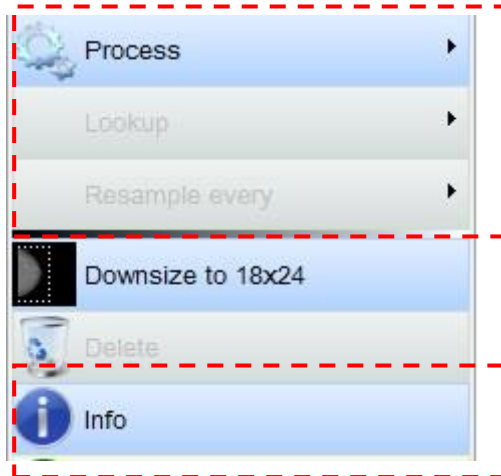 Process
Lookup
Resample every
Downsize to 18x24
Delete
Info